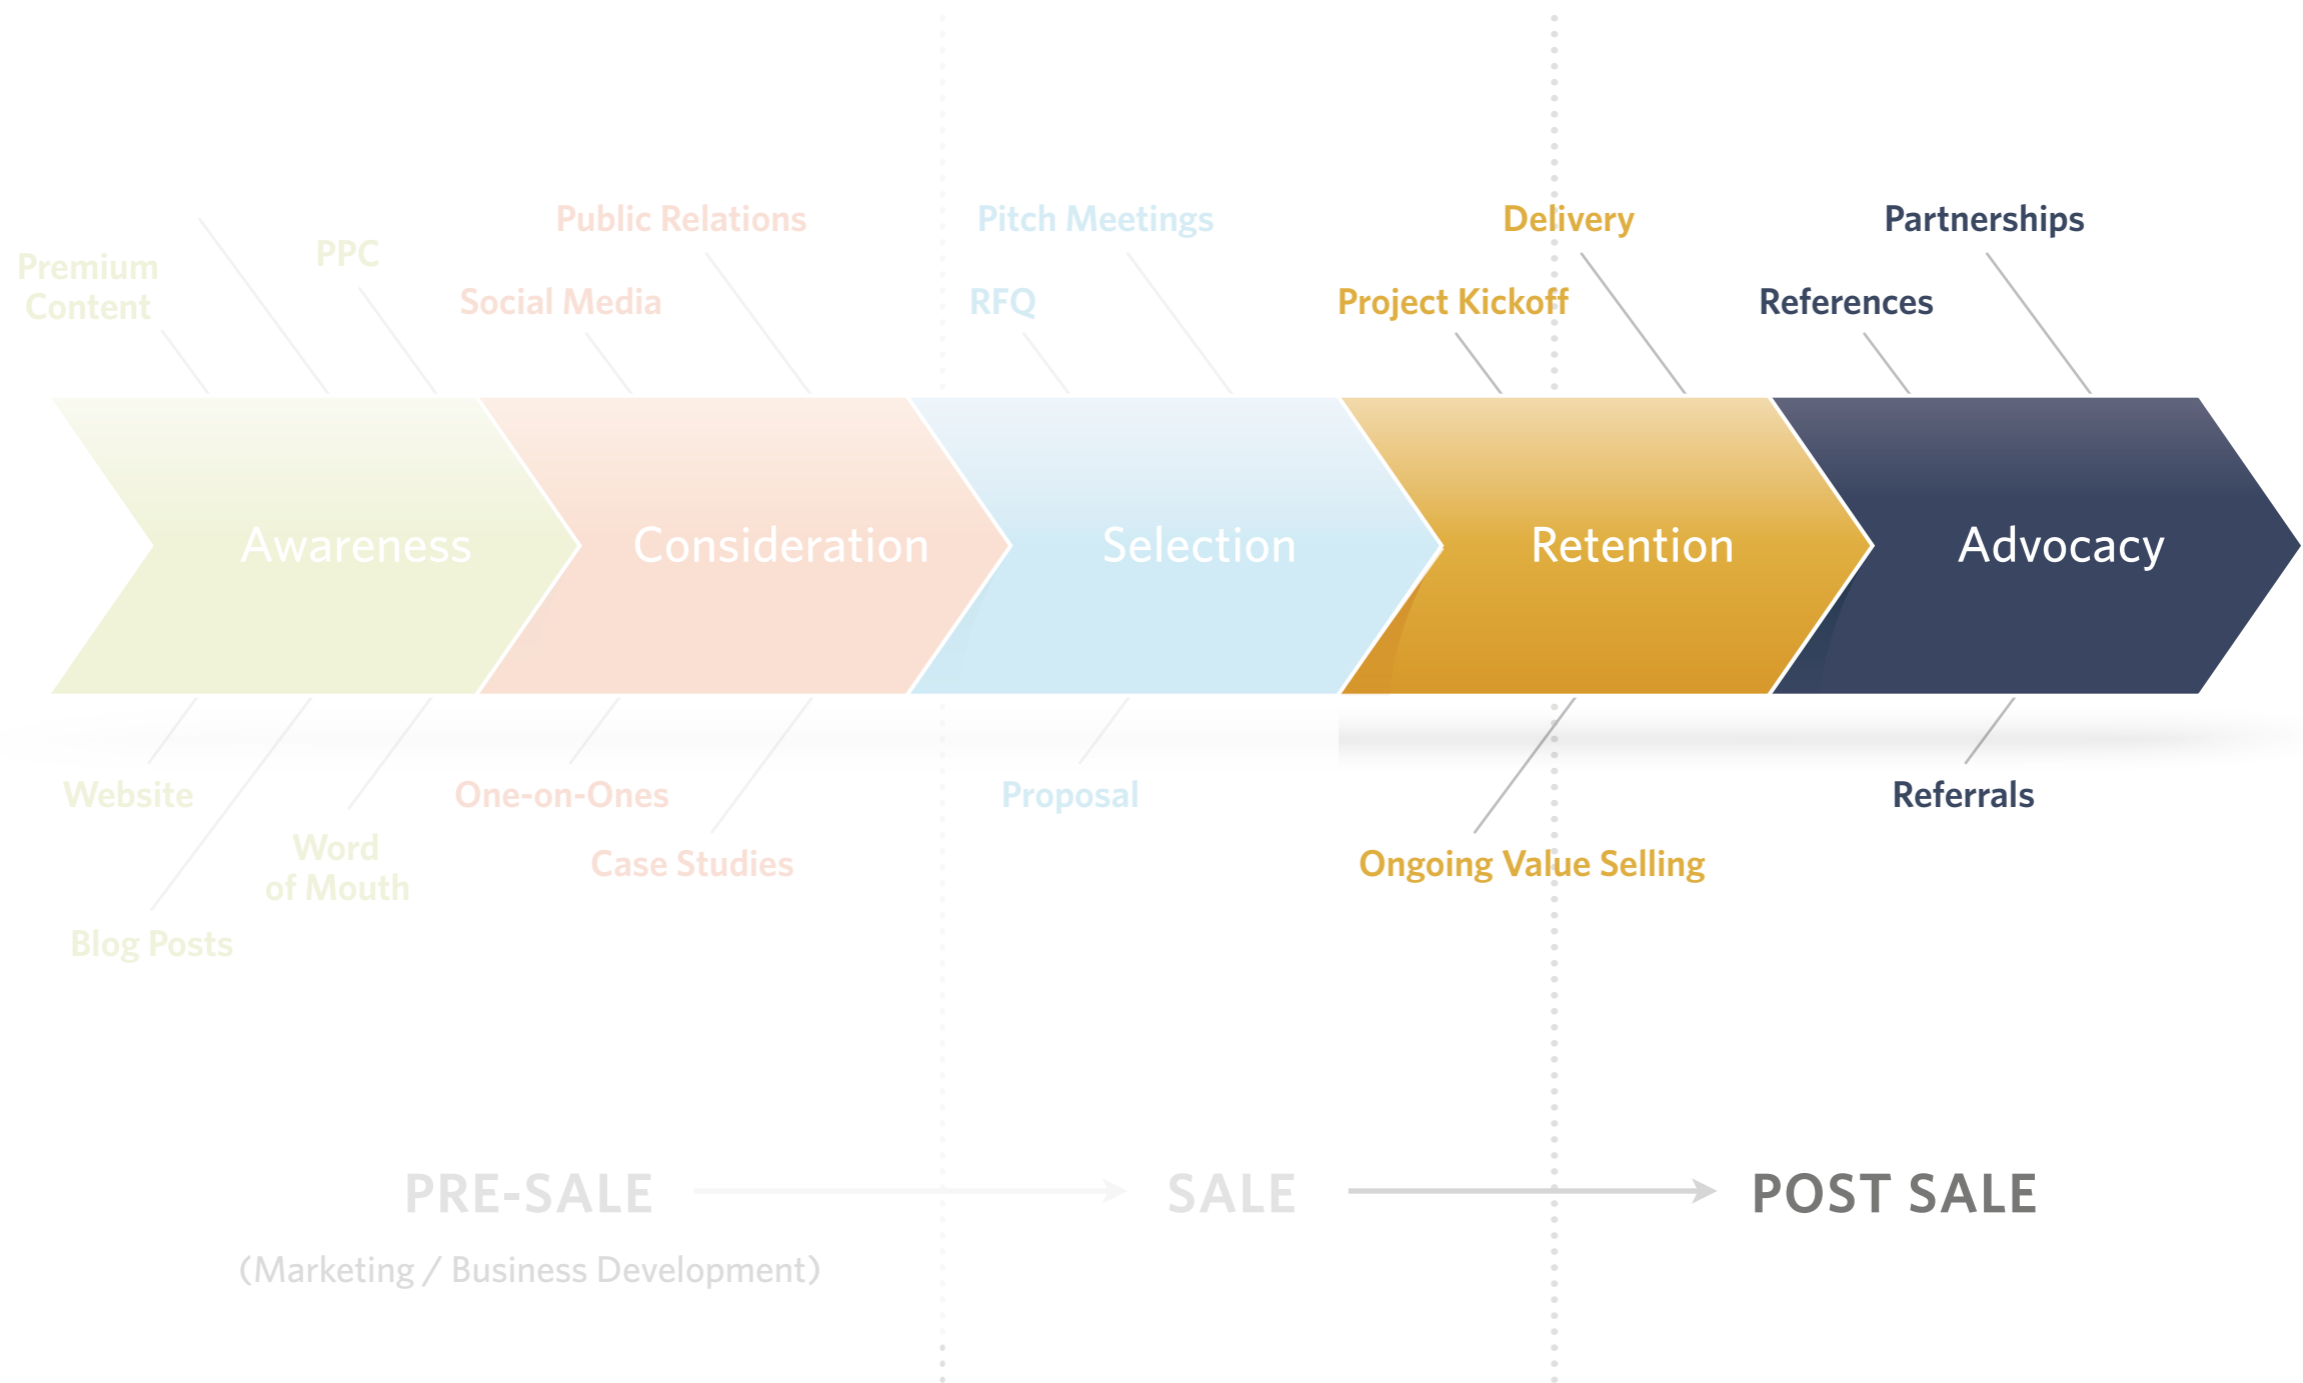 Public Relations
Pitch Meetings
Delivery
Partnerships
PPC
Premium
Content
Social Media
RFQ
Project Kickoff
References
Awareness
Consideration
Selection
Retention
Advocacy
Website
One-on-Ones
Proposal
Referrals
Word
of Mouth
Case Studies
Ongoing Value Selling
Blog Posts
PRE-SALE
SALE
POST SALE
(Marketing / Business Development)